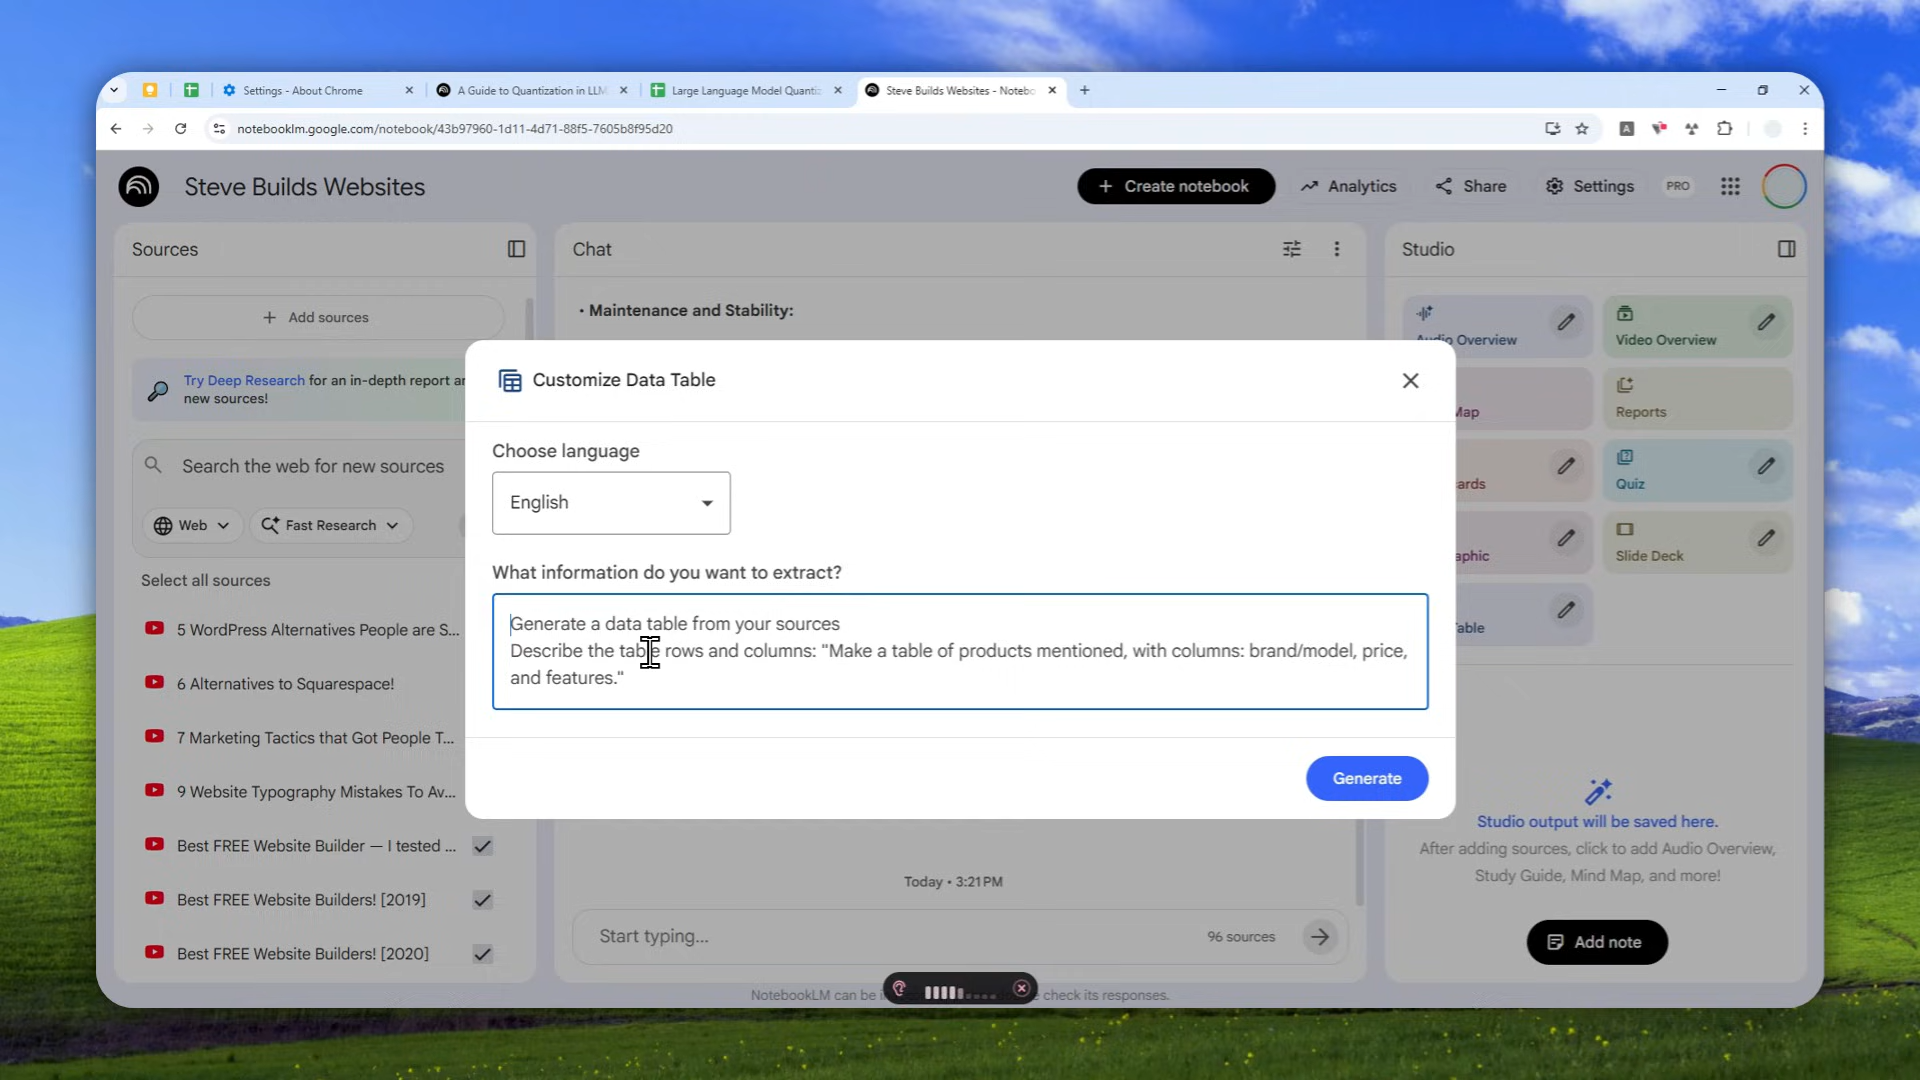 Settings - About Chrome
A Guide to Quantization in LLM
Large Language Model Quanti
Steve Builds Websites - Notebo
notebooklm.google.com/notebook/43b97960-1d11-4d71-88f5-7605b8f95d20
Steve Builds Websites
+ Create notebook
Analytics
Share
Settings
PRO
Sources
Chat
Studio
+ Add sources
• Maintenance and Stability:
Audio Overview
Video Overview
Try Deep Research for an in-depth report an
new sources!
Customize Data Table
Map
Reports
Choose language
Search the web for new sources
English
ards
Quiz
Web
Fast Research
aphic
Slide Deck
What information do you want to extract?
Select all sources
Generate a data table from your sources
Describe the table rows and columns: "Make a table of products mentioned, with columns: brand/model, price,
and features."
Table
5 WordPress Alternatives People are S...
6 Alternatives to Squarespace!
7 Marketing Tactics that Got People T...
9 Website Typography Mistakes To Av...
Generate
Studio output will be saved here.
After adding sources, click to add Audio Overview,
Study Guide, Mind Map, and more!
Best FREE Website Builder — I tested ...
Today • 3:21PM
Best FREE Website Builders! [2019]
Start typing...
96 sources
Add note
Best FREE Website Builders! [2020]
NotebookLM can be i
check its responses.